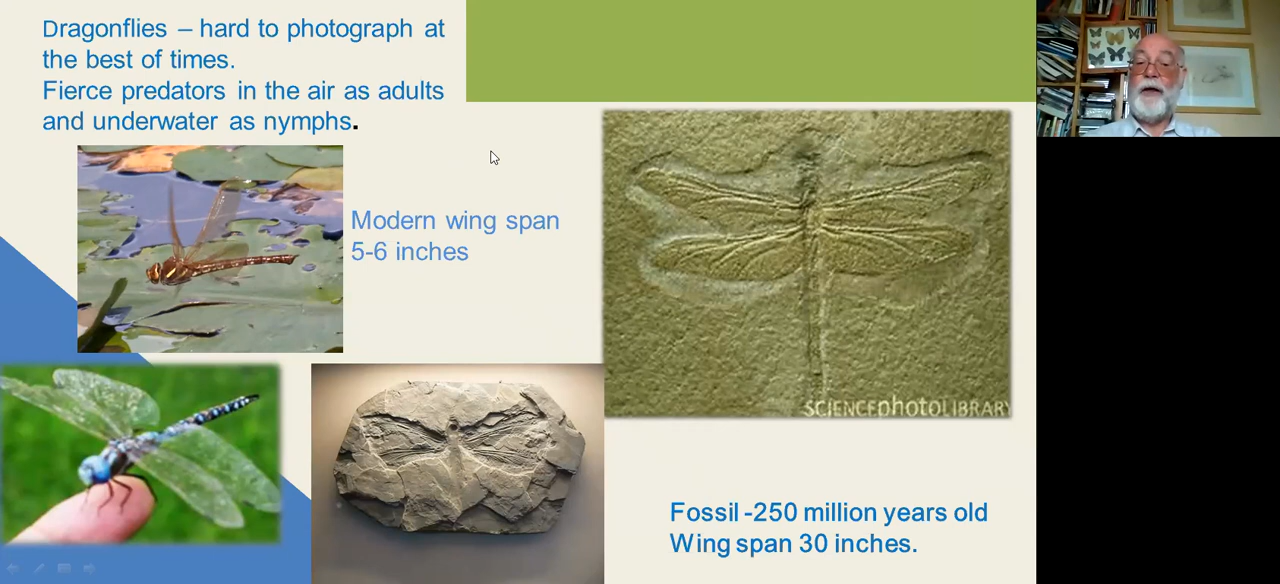 Dragonflies – hard to photograph at
the best of times.
Fierce predators in the air as adults
and underwater as nymphs.
Modern wing span
5-6 inches
SCIENCEphotoLIBRARY
Fossil -250 million years old
Wing span 30 inches.